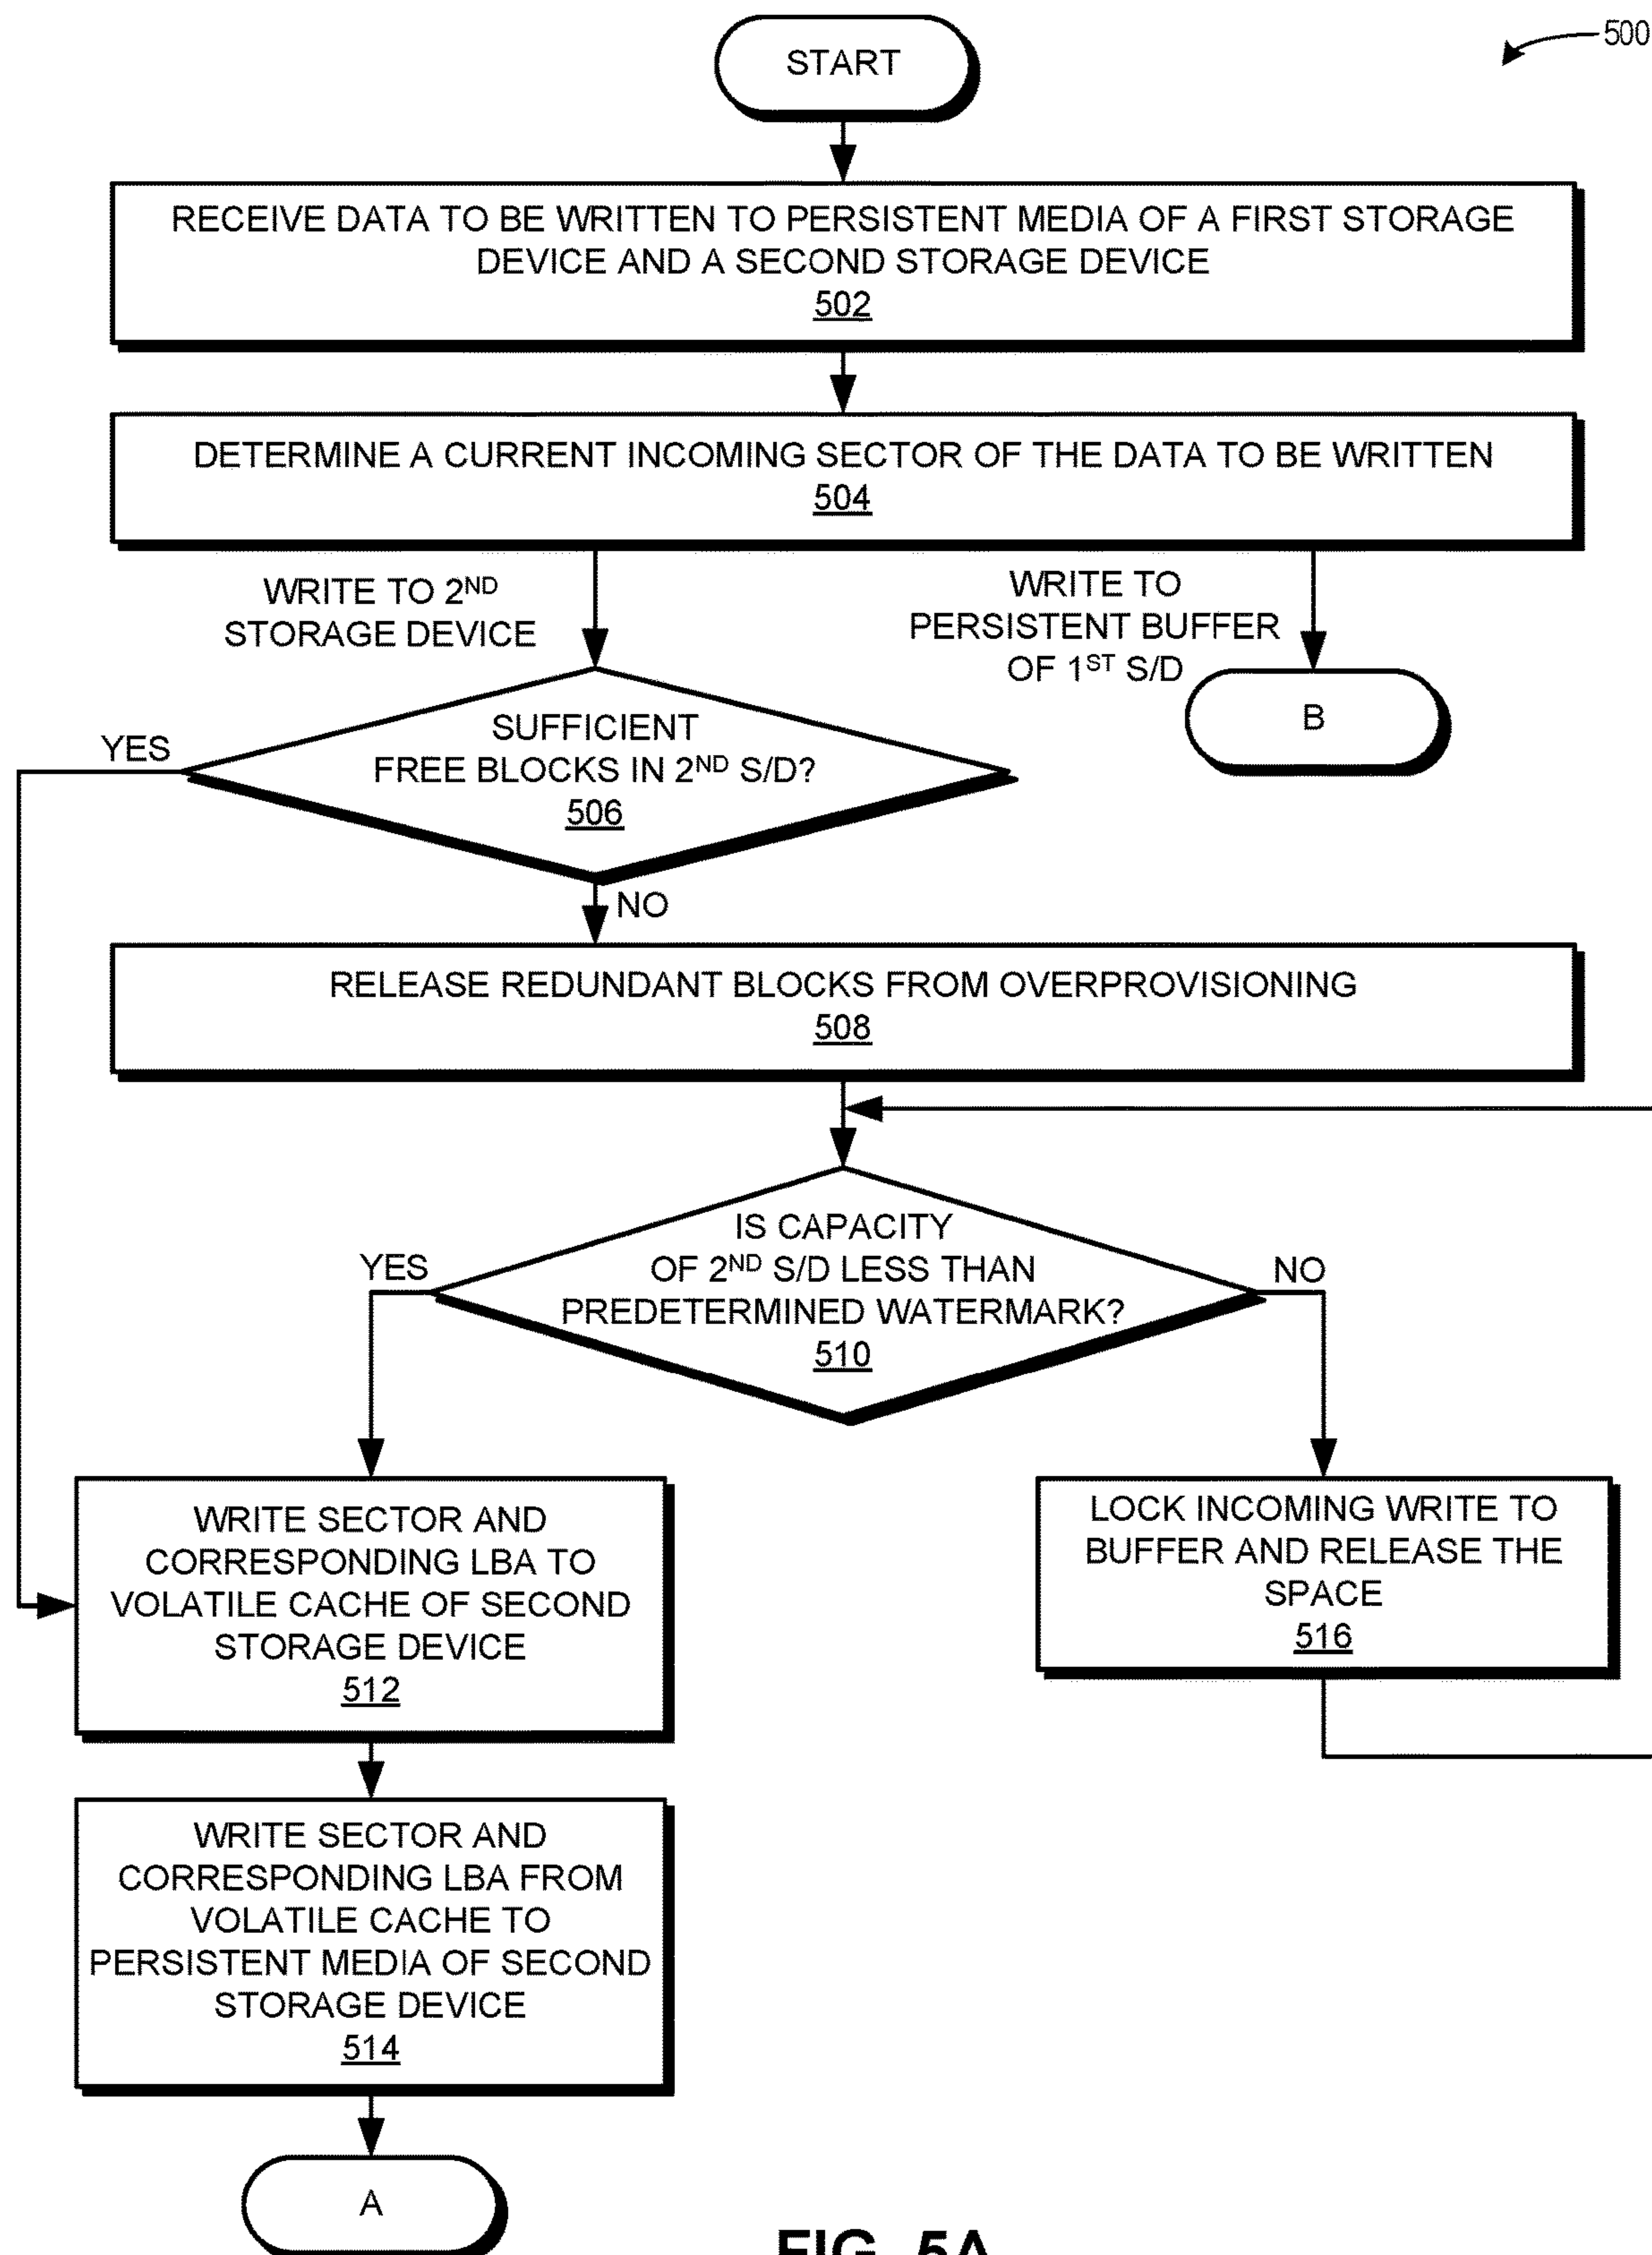 500
START
RECEIVE DATA TO BE WRITTEN TO PERSISTENT MEDIA OF A FIRST STORAGE
DEVICE AND A SECOND STORAGE DEVICE
502
DETERMINE A CURRENT INCOMING SECTOR OF THE DATA TO BE WRITTEN
504
WRITE TO 2ND
STORAGE DEVICE
WRITE TO
PERSISTENT BUFFER
OF 1ST S/D
B
SUFFICIENT
FREE BLOCKS IN 2ND S/D?
506
YES
NO
RELEASE REDUNDANT BLOCKS FROM OVERPROVISIONING
508
IS CAPACITY
OF 2ND S/D LESS THAN
PREDETERMINED WATERMARK?
510
YES
NO
WRITE SECTOR AND
CORRESPONDING LBA TO
VOLATILE CACHE OF SECOND
STORAGE DEVICE
512
LOCK INCOMING WRITE TO
BUFFER AND RELEASE THE
SPACE
516
WRITE SECTOR AND
CORRESPONDING LBA FROM
VOLATILE CACHE TO
PERSISTENT MEDIA OF SECOND
STORAGE DEVICE
514
A
FIG. 5A